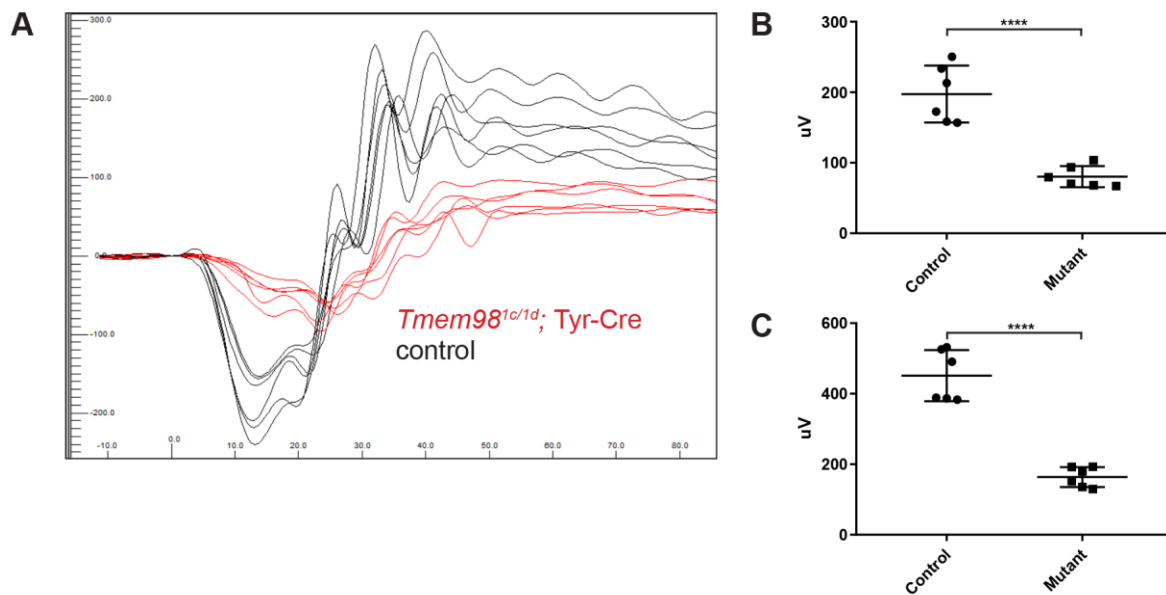 A
300.0
200.0
100.0
0.0
-100.0
-200.0
-10.0 0.0 10.0 20.0 30.0 40.0 50.0 60.0 70.0 80.0
Tmem98^1c/1d; Tyr-Cre
control
B
****
300
200
100
0
uV
Control Mutant
C
****
600
400
200
0
uV
Control Mutant